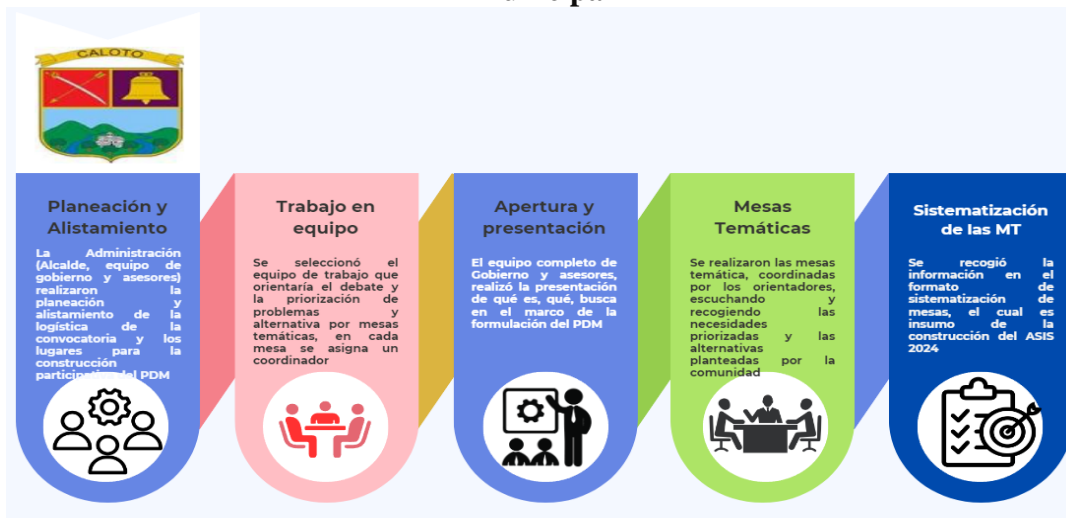 CALOTO
Planeación y
Alistamiento
La Administración
(Alcalde, equipo de
gobierno y asesores)
realizaron la
planeación y
alistamiento de la
logística de la
convocatoria y los
lugares para la
construcción
del PDM
Trabajo en
equipo
Se seleccionó el
equipo de trabajo que
orientaría el debate y
la priorización de
problemas y
alternativa por mesas
temáticas, en cada
mesa se asigna un
coordinador
Apertura y
presentación
El equipo completo de
Gobierno y asesores,
realizó la presentación
de qué es, qué, busca
en el marco de la
formulación del PDM
Mesas
Temáticas
Se realizaron las mesas
temática, coordinadas
por los orientadores,
escuchando y
recogiendo las
necesidades
priorizadas y las
alternativas
planteadas por la
comunidad
Sistematización
de las MT
Se recogió la
información en el
formato de
sistematización de
mesas, el cual es
insumo de la
construcción del ASIS
2024